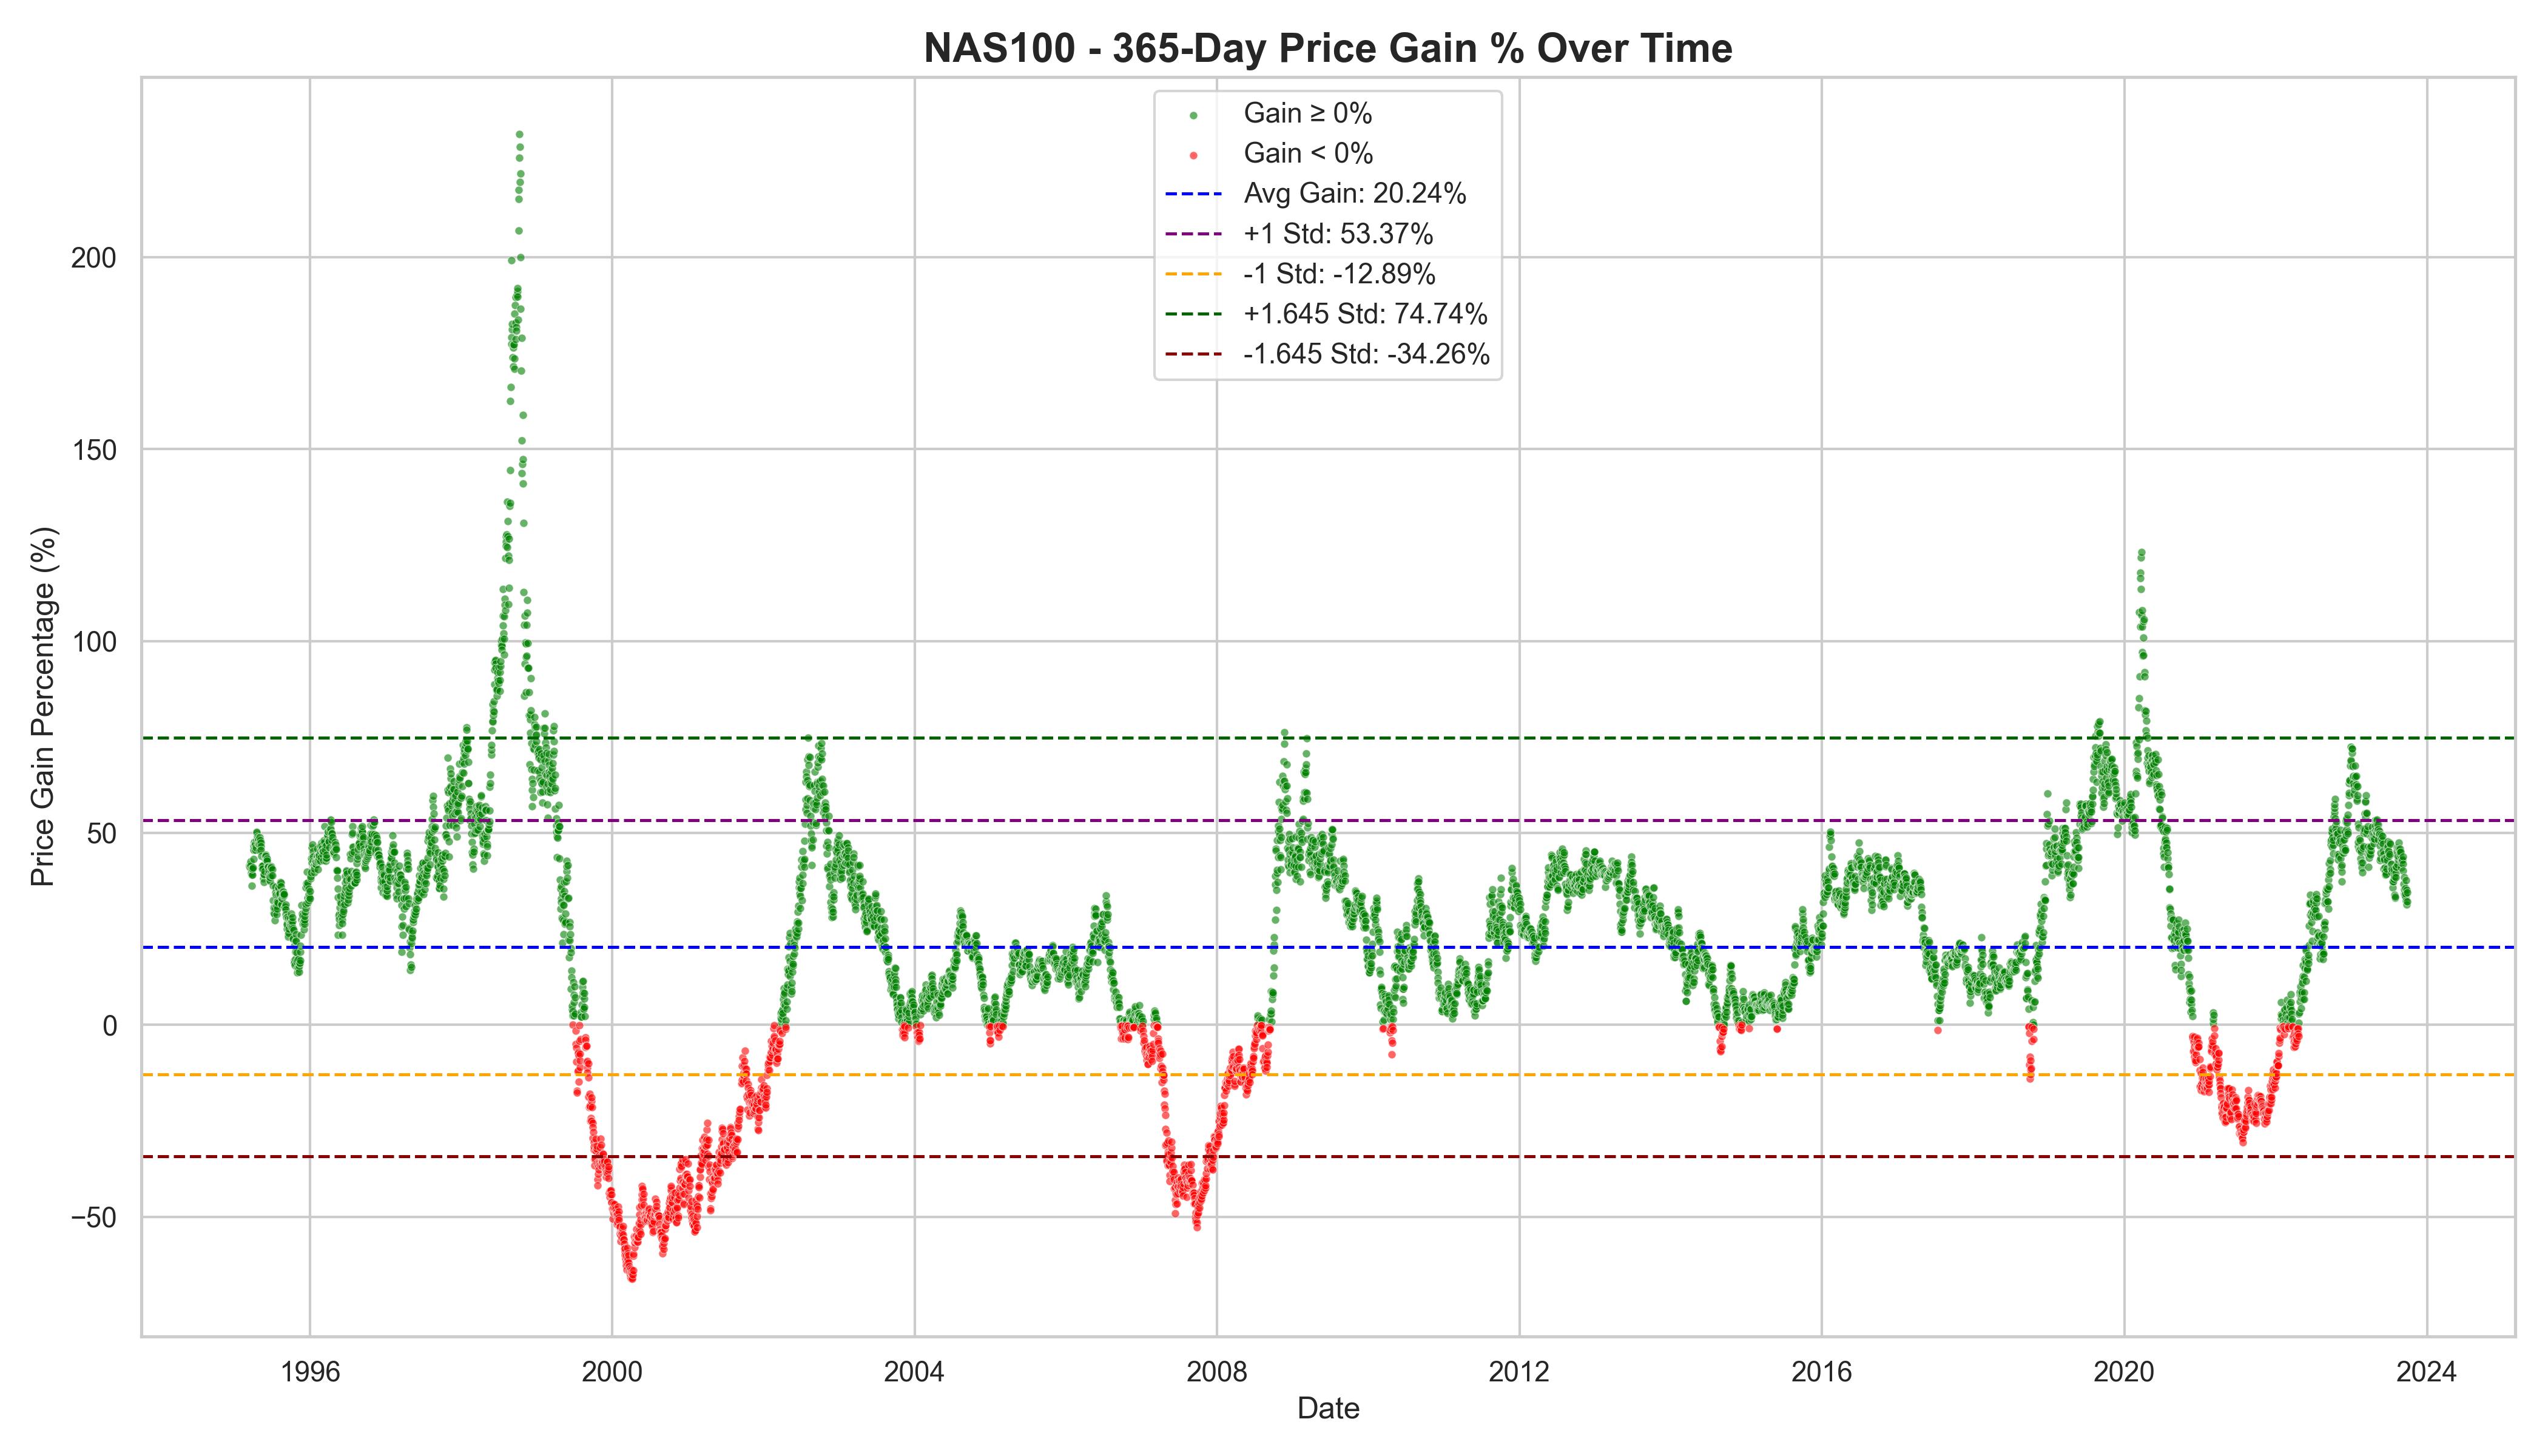 NAS100 - 365-Day Price Gain % Over Time
Gain ≥ 0%
Gain < 0%
Avg Gain: 20.24%
+1 Std: 53.37%
-1 Std: -12.89%
+1.645 Std: 74.74%
-1.645 Std: -34.26%
Price Gain Percentage (%)
200
150
100
50
0
−50
1996 2000 2004 2008 2012 2016 2020 2024
Date